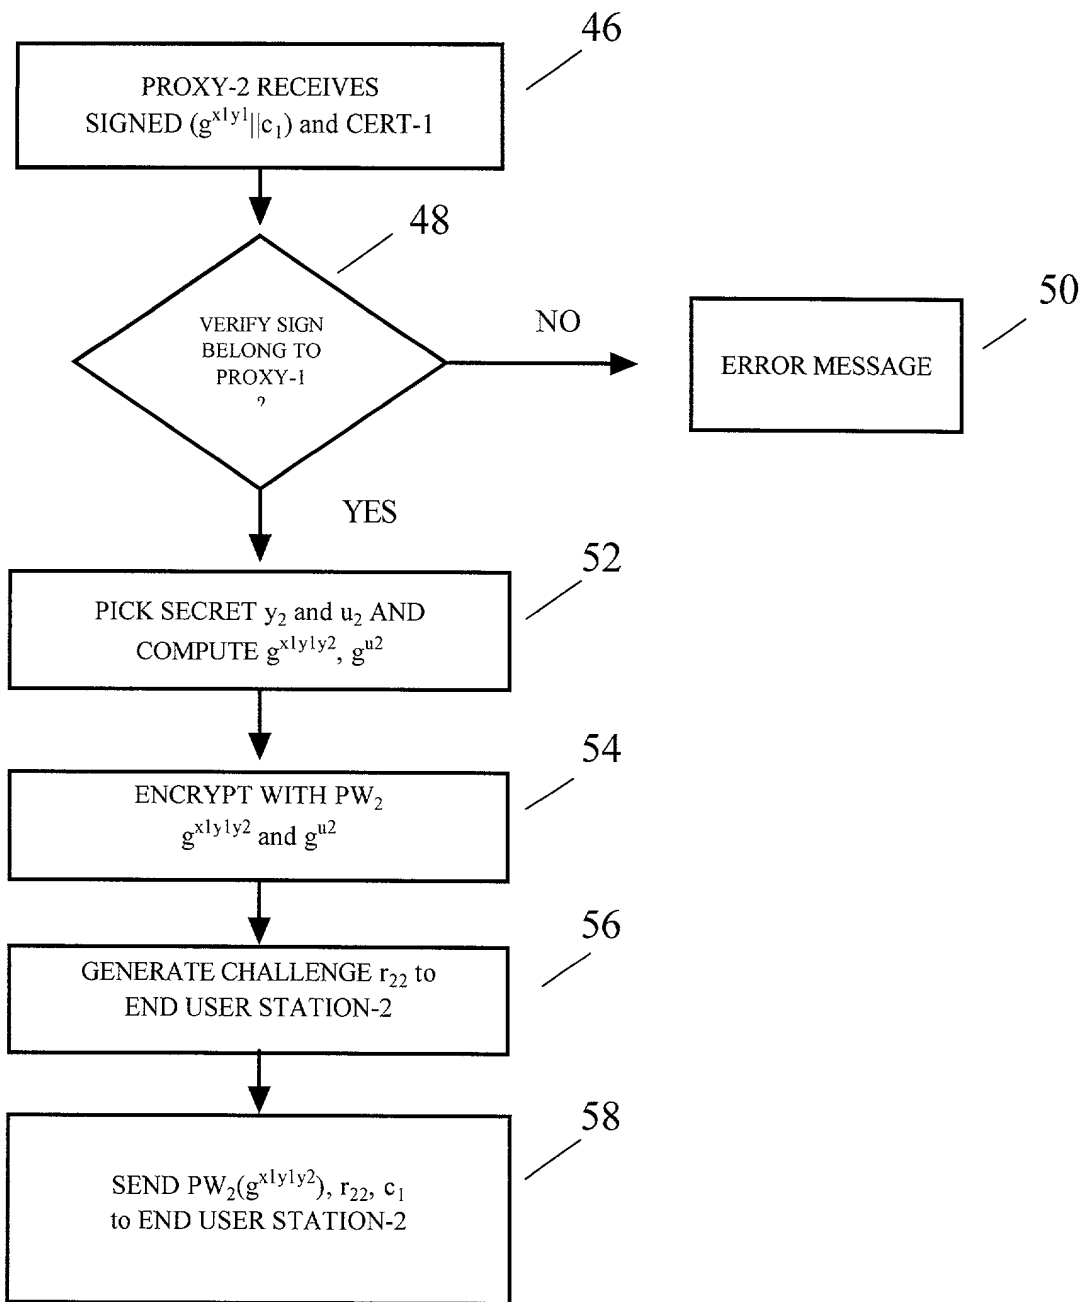 46
PROXY-2 RECEIVES
SIGNED (g^x1y1||c₁) and CERT-1
48
VERIFY SIGN
BELONG TO
PROXY-1
?
NO
50
ERROR MESSAGE
YES
52
PICK SECRET y₂ and u₂ AND
COMPUTE g^x1y1y2, g^u2
54
ENCRYPT WITH PW₂
g^x1y1y2 and g^u2
56
GENERATE CHALLENGE r₂₂ to
END USER STATION-2
58
SEND PW₂(g^x1y1y2), r₂₂, c₁
to END USER STATION-2